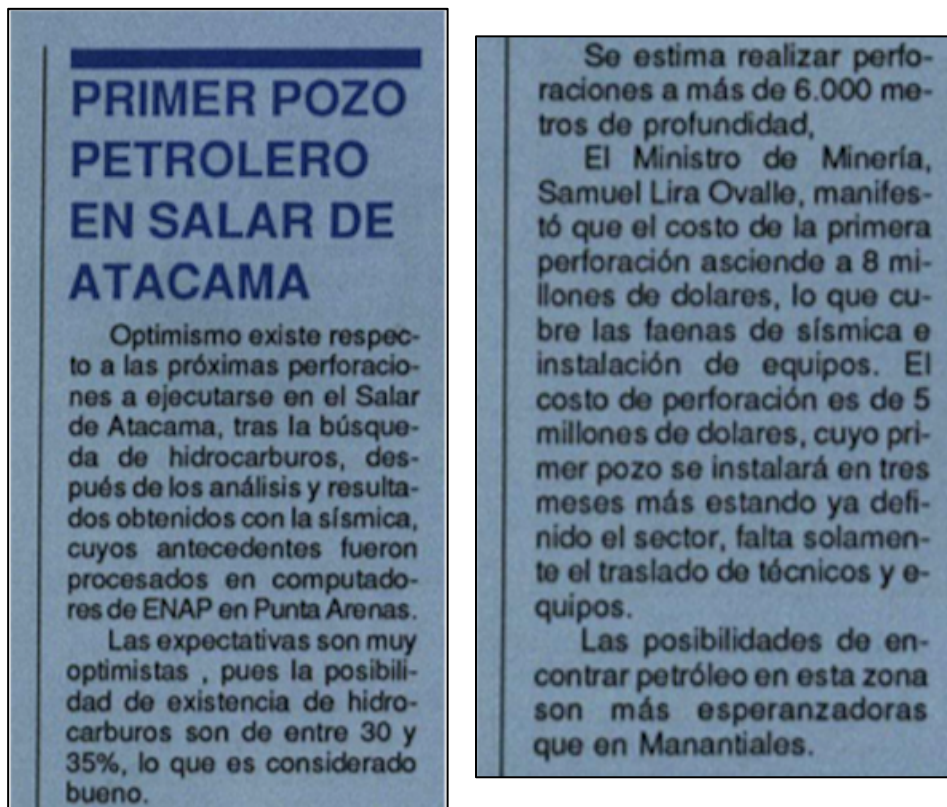 PRIMER POZO
PETROLERO
EN SALAR DE
ATACAMA
Optimismo existe respec-
to a las próximas perforacio-
nes a ejecutarse en el Salar
de Atacama, tras la búsque-
da de hidrocarburos, des-
pués de los análisis y resulta-
dos obtenidos con la sísmica,
cuyos antecedentes fueron
procesados en computado-
res de ENAP en Punta Arenas.
Las expectativas son muy
optimistas , pues la posibili-
dad de existencia de hidro-
carburos son de entre 30 y
35%, lo que es considerado
bueno.
Se estima realizar perfo-
raciones a más de 6.000 me-
tros de profundidad,
El Ministro de Minería,
Samuel Lira Ovalle, manifes-
tó que el costo de la primera
perforación asciende a 8 mi-
llones de dolares, lo que cu-
bre las faenas de sísmica e
instalación de equipos. El
costo de perforación es de 5
millones de dolares, cuyo pri-
mer pozo se instalará en tres
meses más estando ya defi-
nido el sector, falta solamen-
te el traslado de técnicos y e-
quipos.
Las posibilidades de en-
contrar petróleo en esta zona
son más esperanzadoras
que en Manantiales.